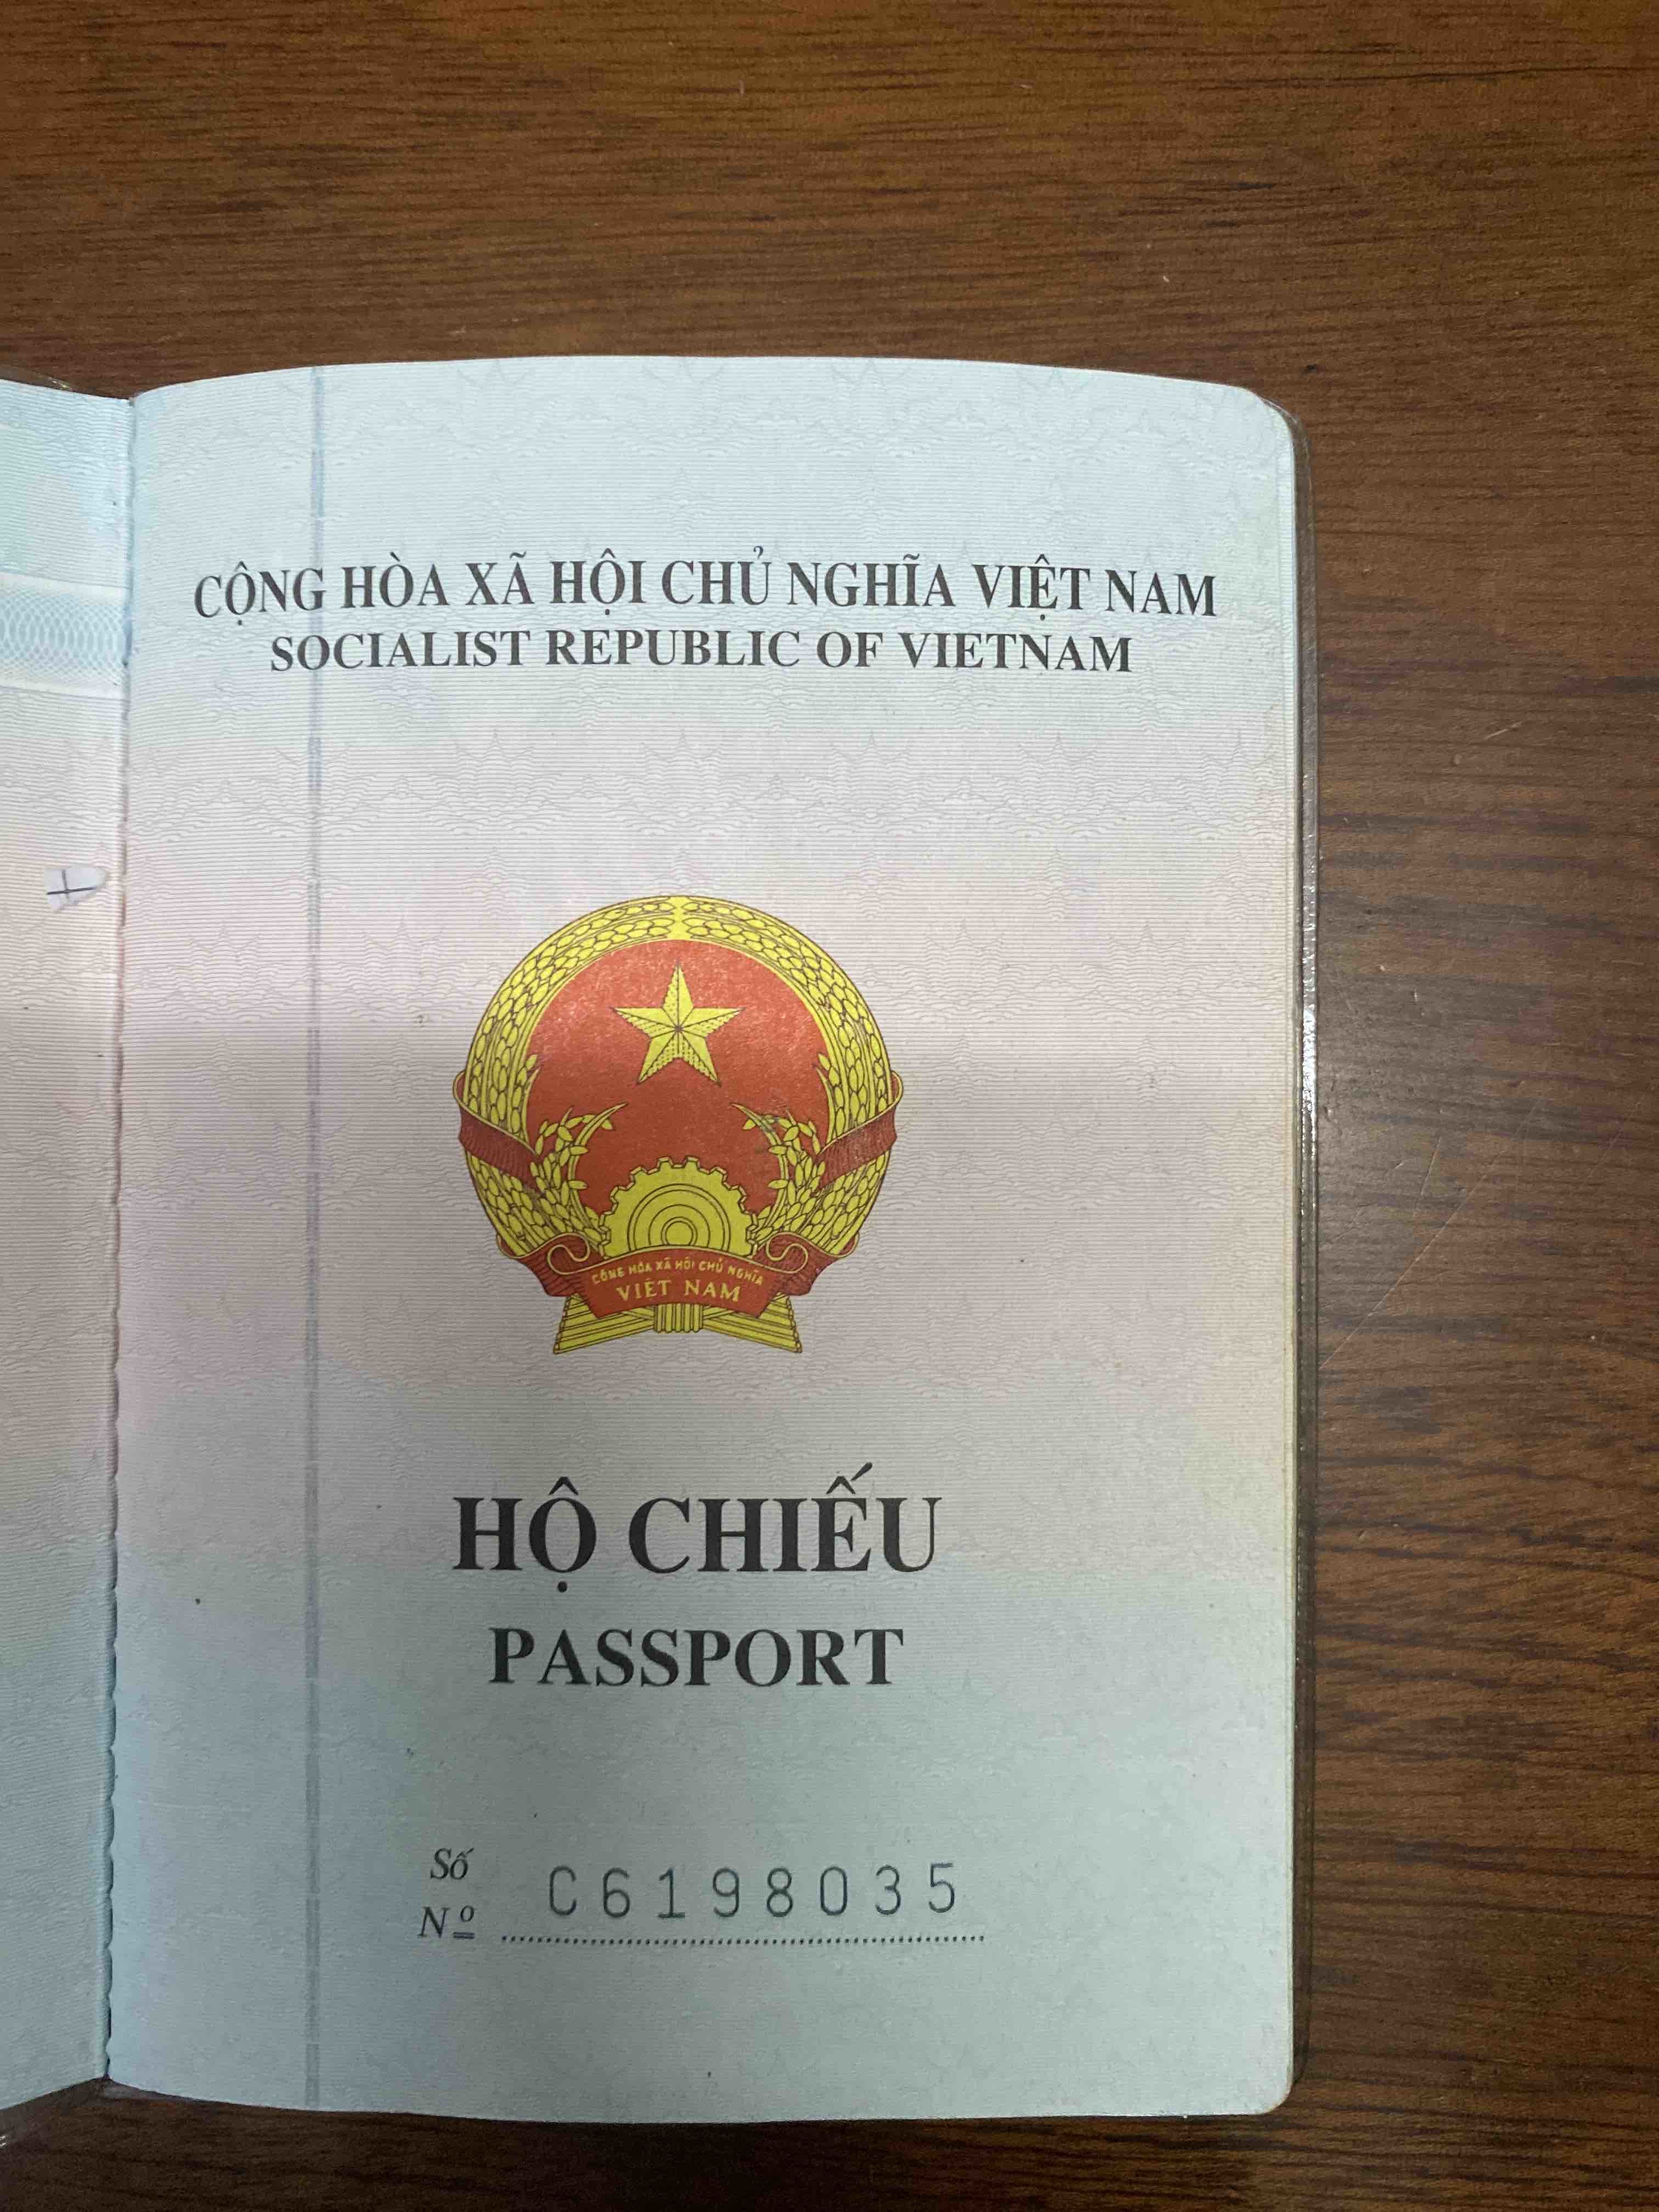 CỘNG HÒA XÃ HỘI CHỦ NGHĨA VIỆT NAM
SOCIALIST REPUBLIC OF VIETNAM
CỘNG HÒA XÃ HỘI CHỦ NGHĨA
VIỆT NAM
HỘ CHIẾU
PASSPORT
Số
Nº C6198035